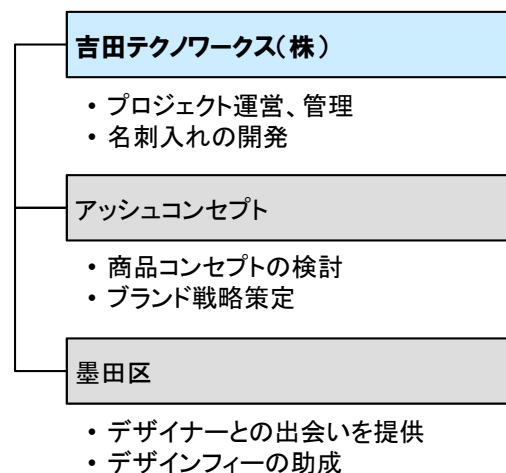 吉田テクノワークス(株)
• プロジェクト運営、管理
• 名刺入れの開発
アッシュコンセプト
• 商品コンセプトの検討
• ブランド戦略策定
墨田区
• デザイナーとの出会いを提供
• デザインフィーの助成